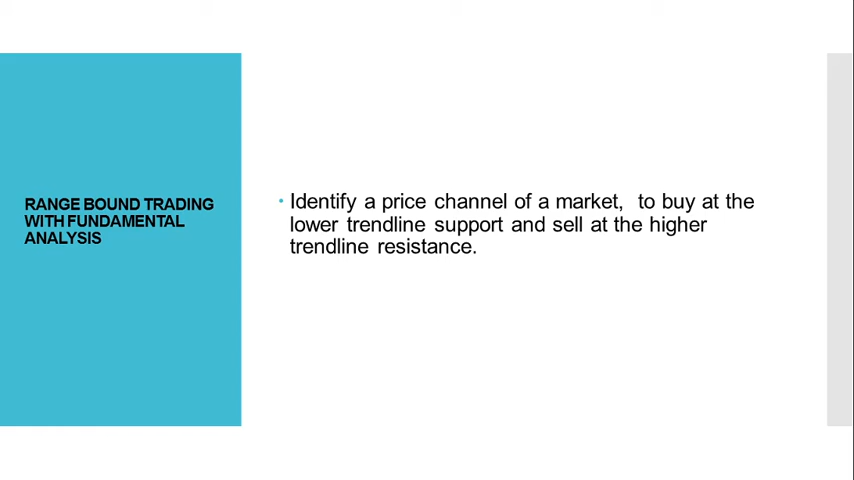 RANGE BOUND TRADING
WITH FUNDAMENTAL
ANALYSIS
• Identify a price channel of a market,  to buy at the
lower trendline support and sell at the higher
trendline resistance.